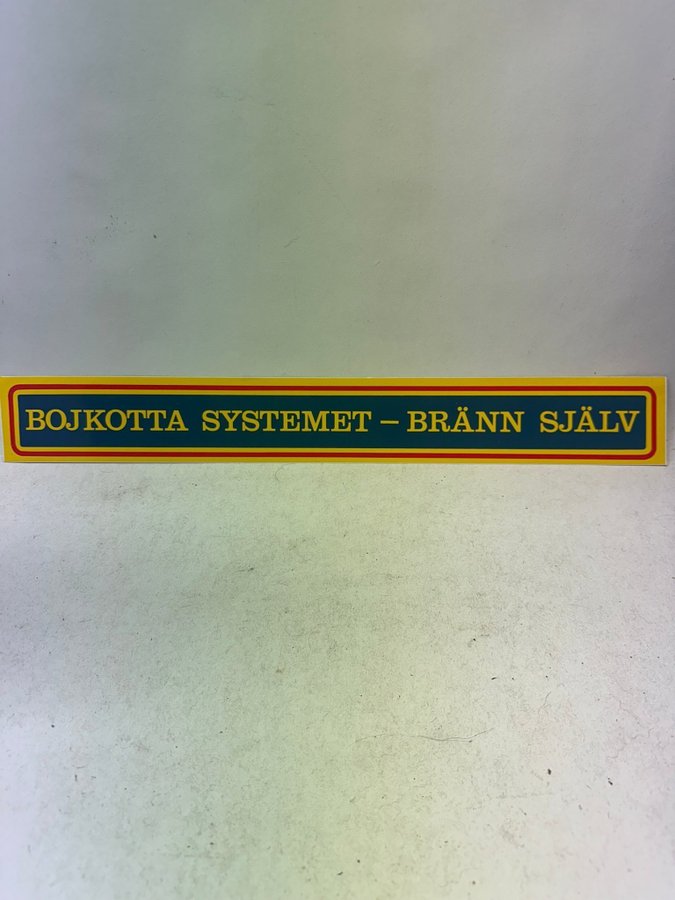 BOJKOTTA SYSTEMET – BRÄNN SJÄLV